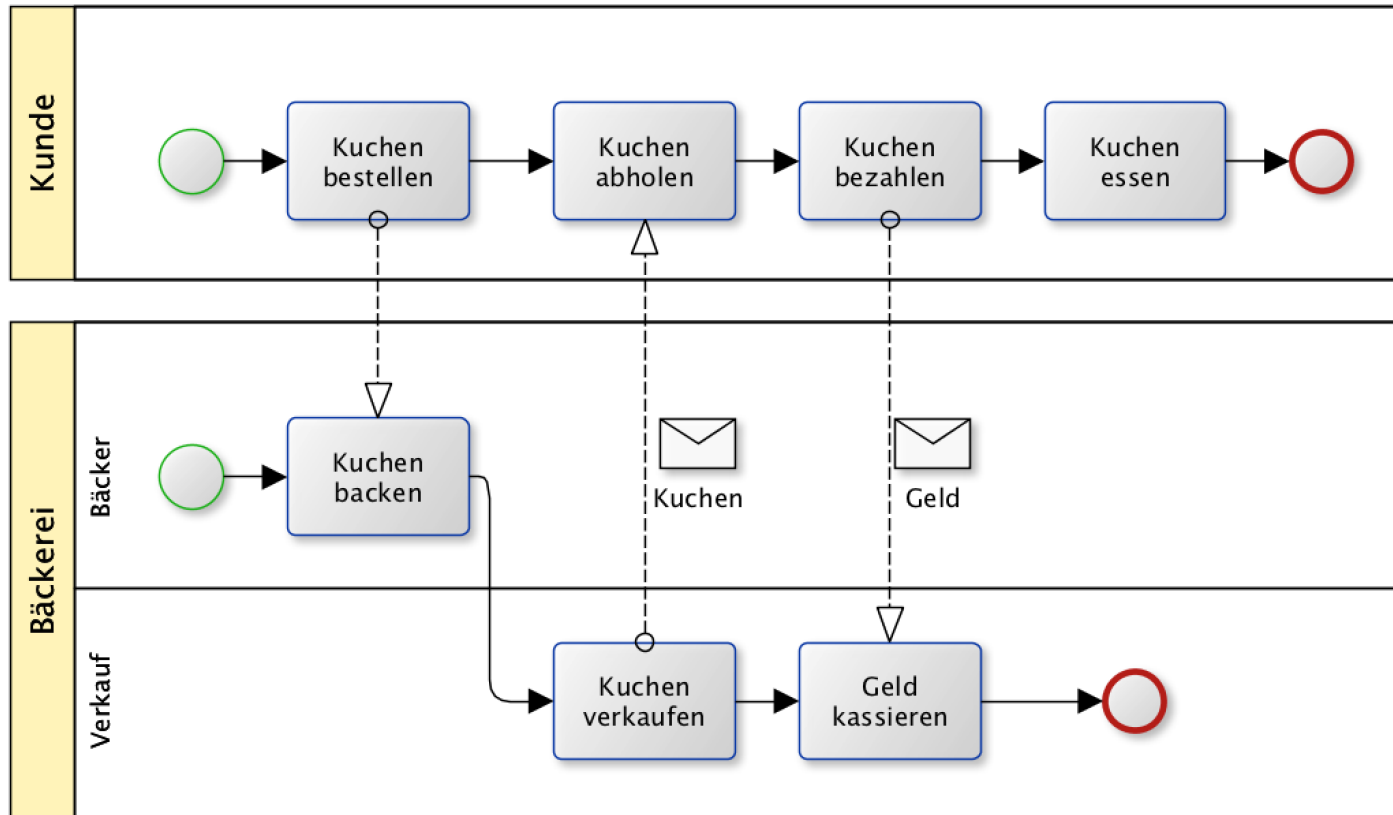 Kunde
Kuchen
bestellen
Kuchen
abholen
Kuchen
bezahlen
Kuchen
essen
Bäckerei
Bäcker
Kuchen
backen
Kuchen
Geld
Verkauf
Kuchen
verkaufen
Geld
kassieren